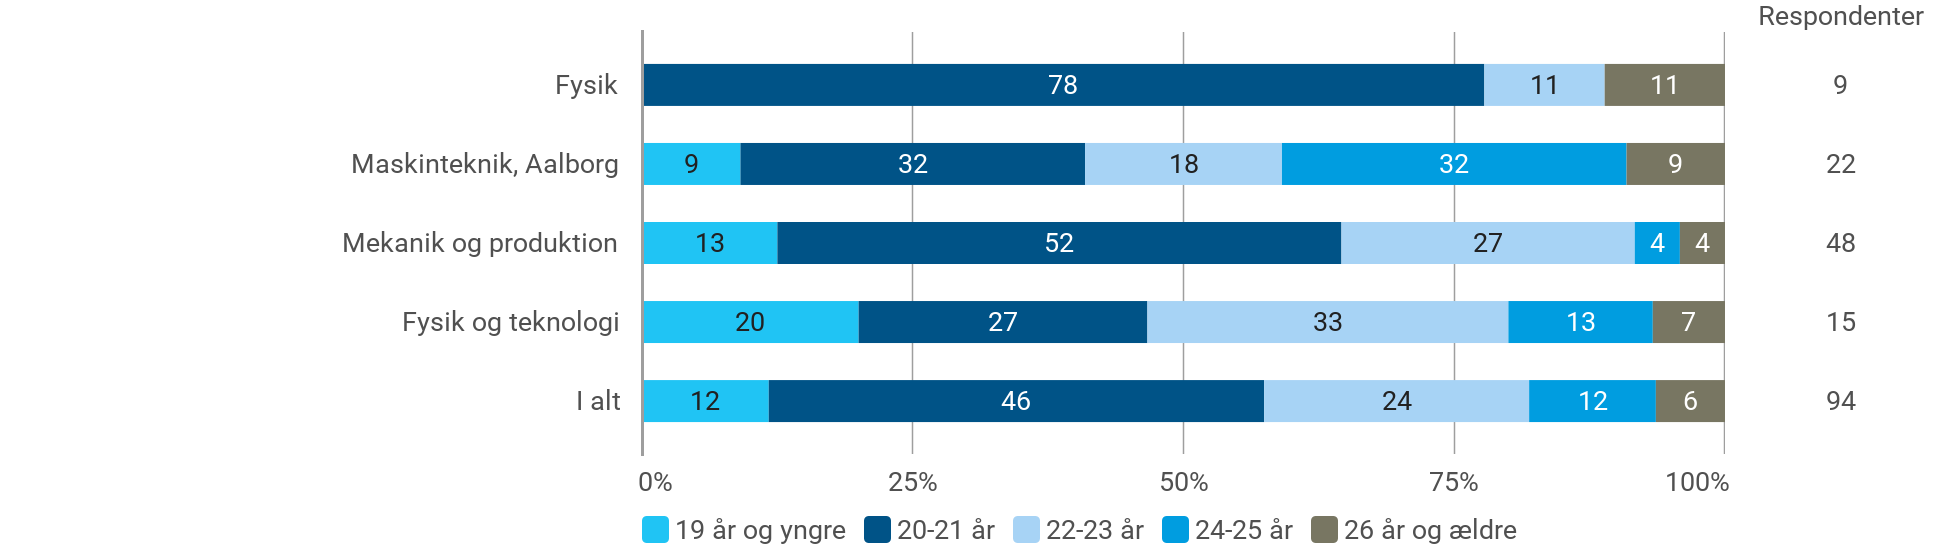 Respondenter
Fysik 78 11 11 9
Maskinteknik, Aalborg 9 32 18 32 9 22
Mekanik og produktion 13 52 27 4 4 48
Fysik og teknologi 20 27 33 13 7 15
I alt 12 46 24 12 6 94
0% 25% 50% 75% 100%
19 år og yngre 20-21 år 22-23 år 24-25 år 26 år og ældre